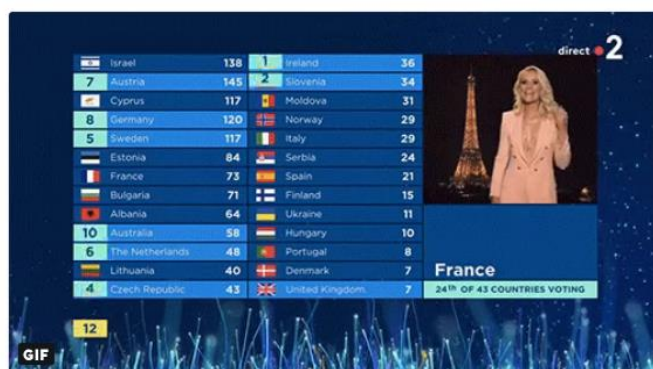 direct 2
Israel 138
7 Austria 145
Cyprus 117
8 Germany 120
5 Sweden 117
Estonia 84
France 73
Bulgaria 71
Albania 64
10 Australia 58
6 The Netherlands 48
Lithuania 40
4 Czech Republic 43
1 Ireland 36
2 Slovenia 34
Moldova 31
Norway 29
Italy 29
Serbia 24
Spain 21
Finland 15
Ukraine 11
Hungary 10
Portugal 8
Denmark 7
United Kingdom 7
France
24TH OF 43 COUNTRIES VOTING
12
GIF